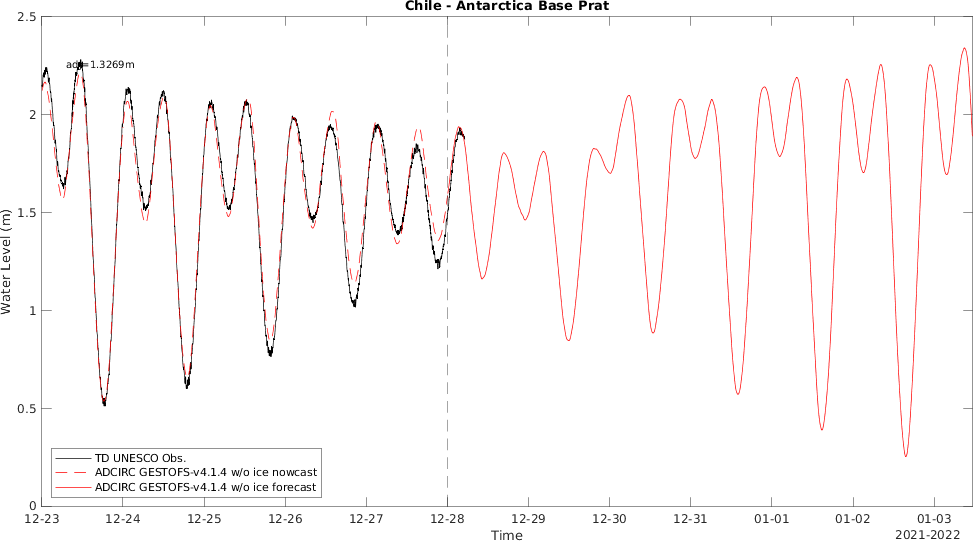 Chile - Antarctica Base Prat
2.5
2
1.5
1
0.5
0
Water Level (m)
=1.3269m
TD UNESCO Obs.
ADCIRC GESTOFS-v4.1.4 w/o ice nowcast
ADCIRC GESTOFS-v4.1.4 w/o ice forecast
12-23 12-24 12-25 12-26 12-27 12-28 12-29 12-30 12-31 01-01 01-02 01-03
Time
2021-2022